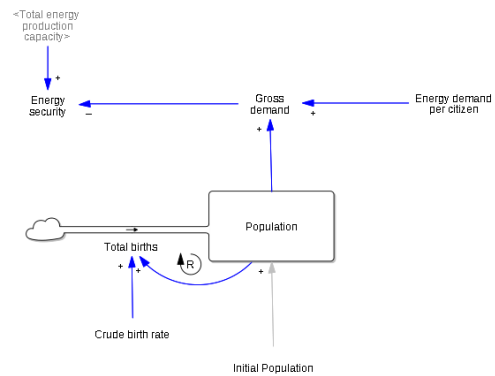 <Total energy
production
capacity>
+
Energy
security
–
Gross
demand
+
+
Energy demand
per citizen
Population
Total births
R
+
+
+
Crude birth rate
Initial Population